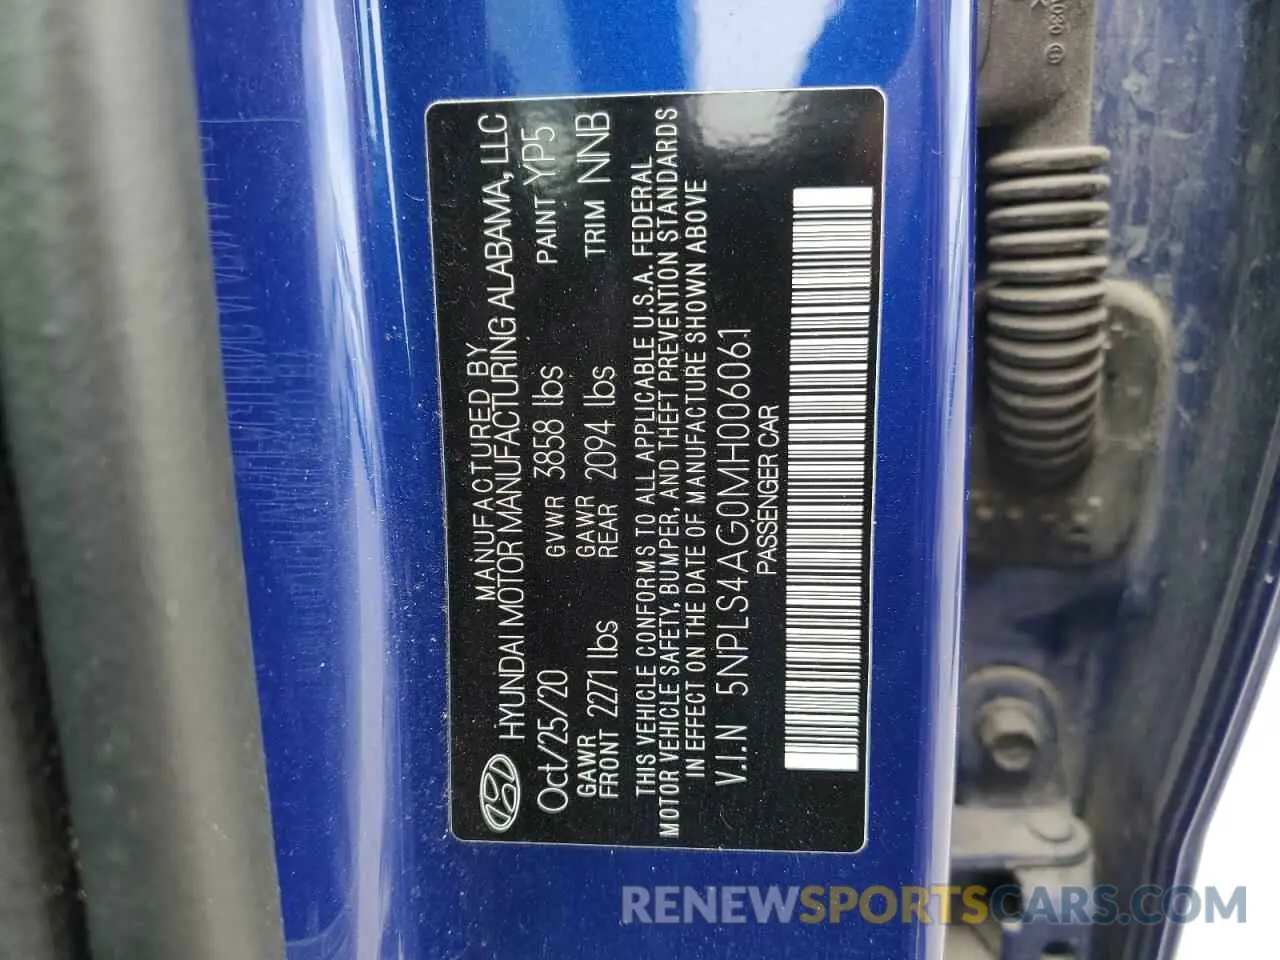 MANUFACTURED BY
HYUNDAI MOTOR MANUFACTURING ALABAMA, LLC
Oct/25/20 GVWR 3858 lbs PAINT YP5
GAWR FRONT 2271 lbs GAWR REAR 2094 lbs TRIM NNB
THIS VEHICLE CONFORMS TO ALL APPLICABLE U.S.A. FEDERAL
MOTOR VEHICLE SAFETY, BUMPER, AND THEFT PREVENTION STANDARDS
IN EFFECT ON THE DATE OF MANUFACTURE SHOWN ABOVE
V.I.N 5NPLS4AG0MH006061
PASSENGER CAR
RENEWSPORTSCARS.COM